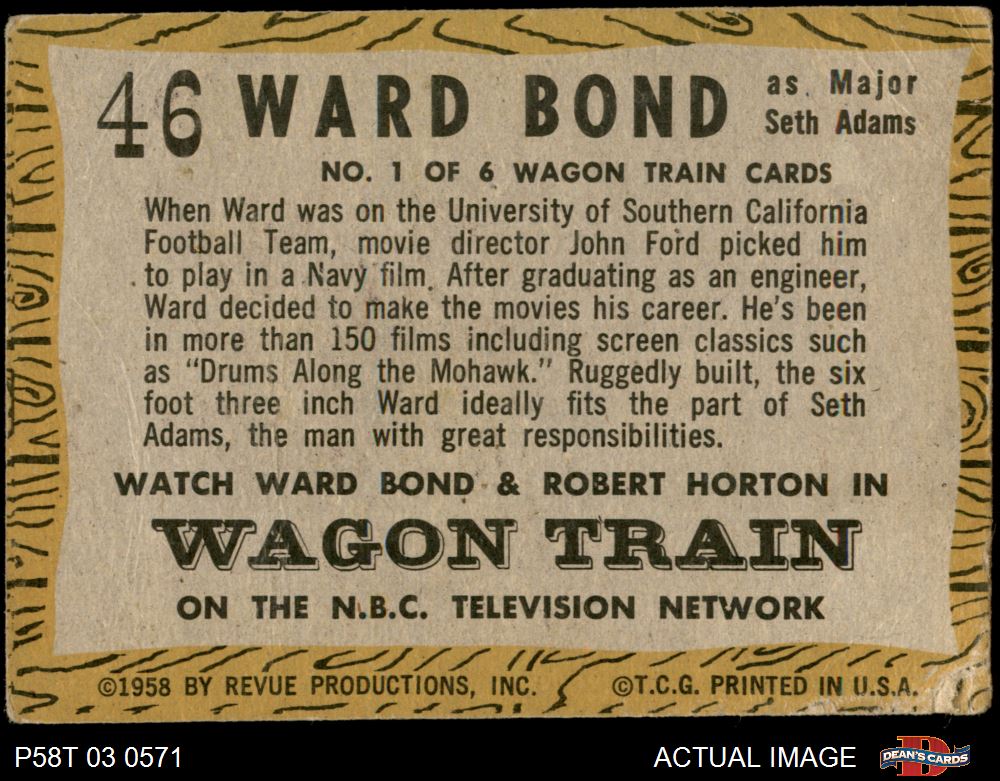 46 WARD BOND as Major
Seth Adams
NO. 1 OF 6 WAGON TRAIN CARDS
When Ward was on the University of Southern California
Football Team, movie director John Ford picked him
to play in a Navy film. After graduating as an engineer,
Ward decided to make the movies his career. He's been
in more than 150 films including screen classics such
as "Drums Along the Mohawk." Ruggedly built, the six
foot three inch Ward ideally fits the part of Seth
Adams, the man with great responsibilities.
WATCH WARD BOND & ROBERT HORTON IN
WAGON TRAIN
ON THE N.B.C. TELEVISION NETWORK
©1958 BY REVUE PRODUCTIONS, INC. ©T.C.G. PRINTED IN U.S.A.
P58T 03 0571 ACTUAL IMAGE D DEAN'S CARDS